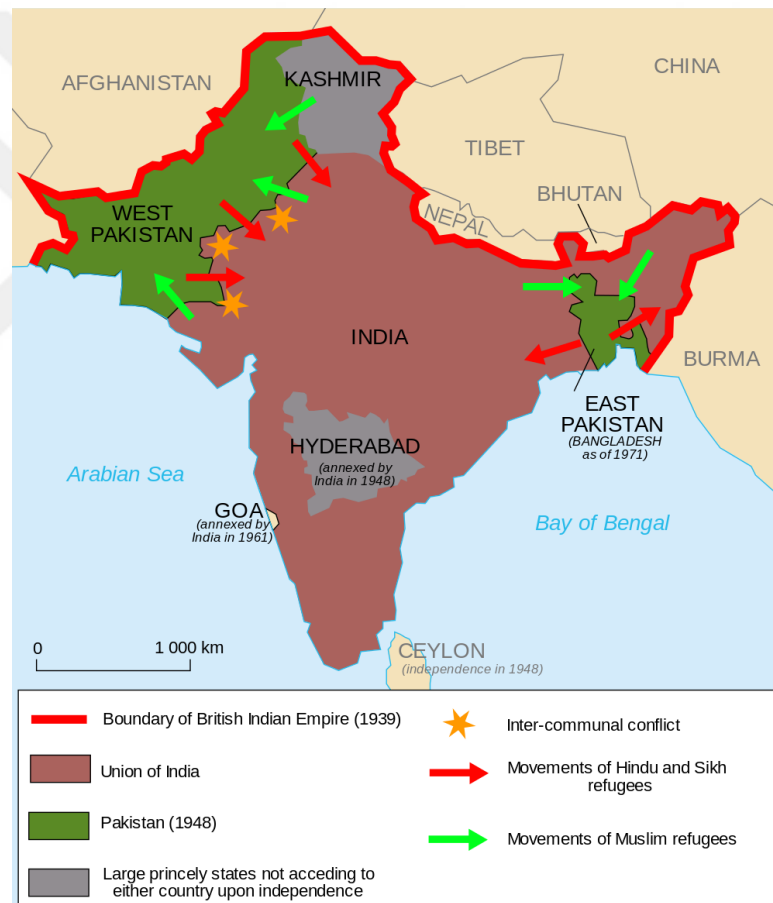 CHINA
AFGHANISTAN
KASHMIR
TIBET
BHUTAN
NEPAL
WEST
PAKISTAN
INDIA
BURMA
EAST
PAKISTAN
(BANGLADESH
as of 1971)
HYDERABAD
(annexed by
India in 1948)
Arabian Sea
GOA
(annexed by
India in 1961)
Bay of Bengal
0 1 000 km
CEYLON
(independence in 1948)
Boundary of British Indian Empire (1939)
Inter-communal conflict
Union of India
Movements of Hindu and Sikh
refugees
Pakistan (1948)
Movements of Muslim refugees
Large princely states not acceding to
either country upon independence